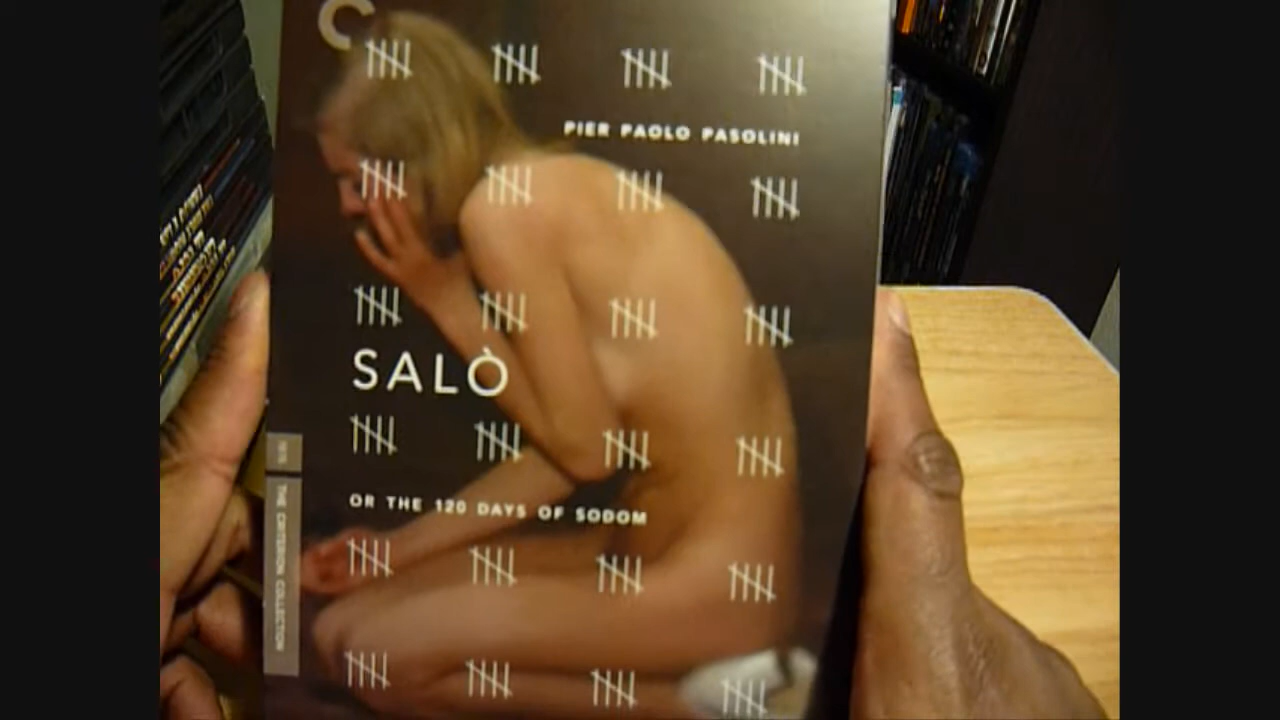 PIER PAOLO PASOLINI
SALÒ
OR THE 120 DAYS OF SODOM
THE CRITERION COLLECTION